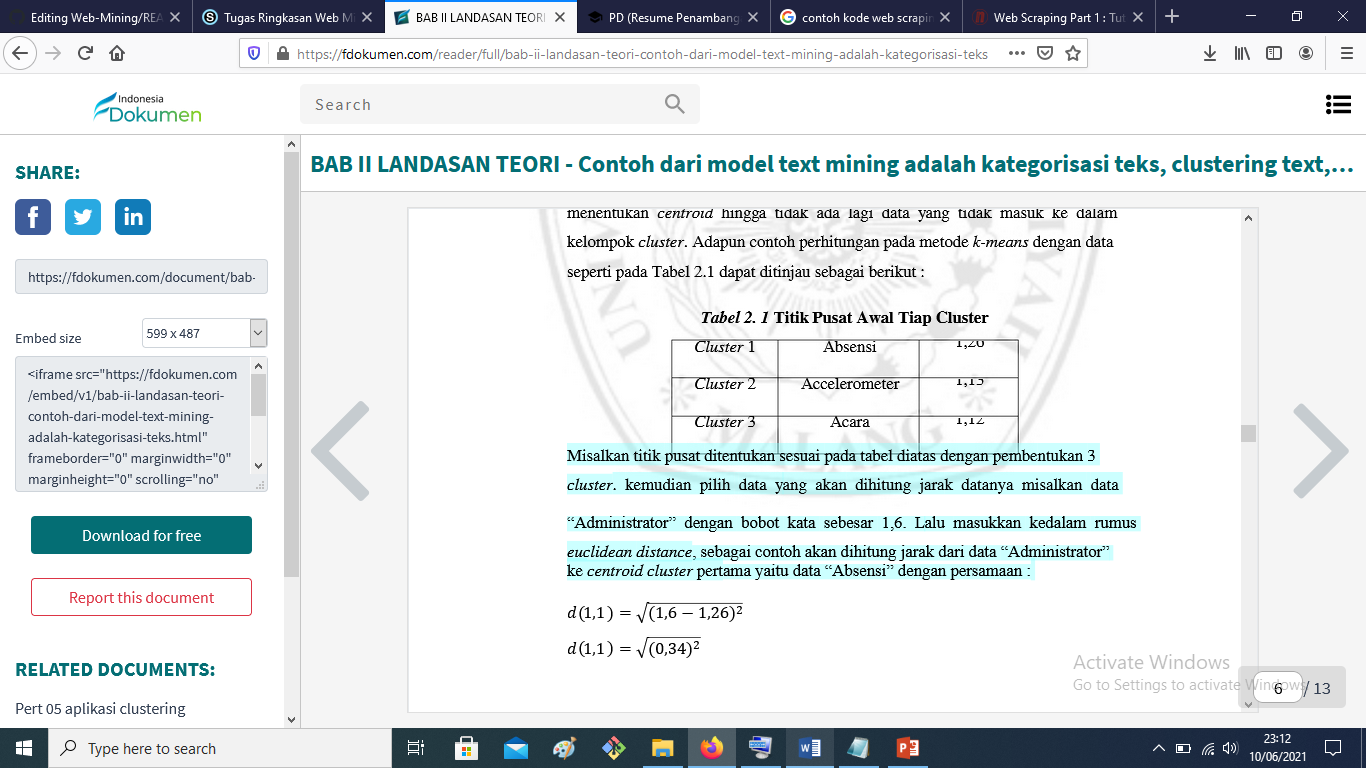 Editing Web-Mining/REA
Tugas Ringkasan Web Mi
BAB II LANDASAN TEORI
PD (Resume Penambang
contoh kode web scrapin
Web Scraping Part 1 : Tut
https://fdokumen.com/reader/full/bab-ii-landasan-teori-contoh-dari-model-text-mining-adalah-kategorisasi-teks
Indonesia
Dokumen
Search
SHARE:
https://fdokumen.com/document/bab-
Embed size
599 x 487
<iframe src="https://fdokumen.com
/embed/v1/bab-ii-landasan-teori-
contoh-dari-model-text-mining-
adalah-kategorisasi-teks.html"
frameborder="0" marginwidth="0"
marginheight="0" scrolling="no"
Download for free
Report this document
RELATED DOCUMENTS:
Pert 05 aplikasi clustering
BAB II LANDASAN TEORI - Contoh dari model text mining adalah kategorisasi teks, clustering text,...
menentukan centroid hingga tidak ada lagi data yang tidak masuk ke dalam
kelompok cluster. Adapun contoh perhitungan pada metode k-means dengan data
seperti pada Tabel 2.1 dapat ditinjau sebagai berikut :
Tabel 2. 1 Titik Pusat Awal Tiap Cluster
Cluster 1 Absensi 1,26
Cluster 2 Accelerometer 1,13
Cluster 3 Acara 1,12
MALANG
Misalkan titik pusat ditentukan sesuai pada tabel diatas dengan pembentukan 3
cluster. kemudian pilih data yang akan dihitung jarak datanya misalkan data
“Administrator” dengan bobot kata sebesar 1,6. Lalu masukkan kedalam rumus
euclidean distance, sebagai contoh akan dihitung jarak dari data “Administrator”
ke centroid cluster pertama yaitu data “Absensi” dengan persamaan :
d(1,1) = √(1,6 − 1,26)²
d(1,1) = √(0,34)²
Activate Windows
Go to Settings to activate Windows.
6 / 13
Type here to search
23:12
10/06/2021